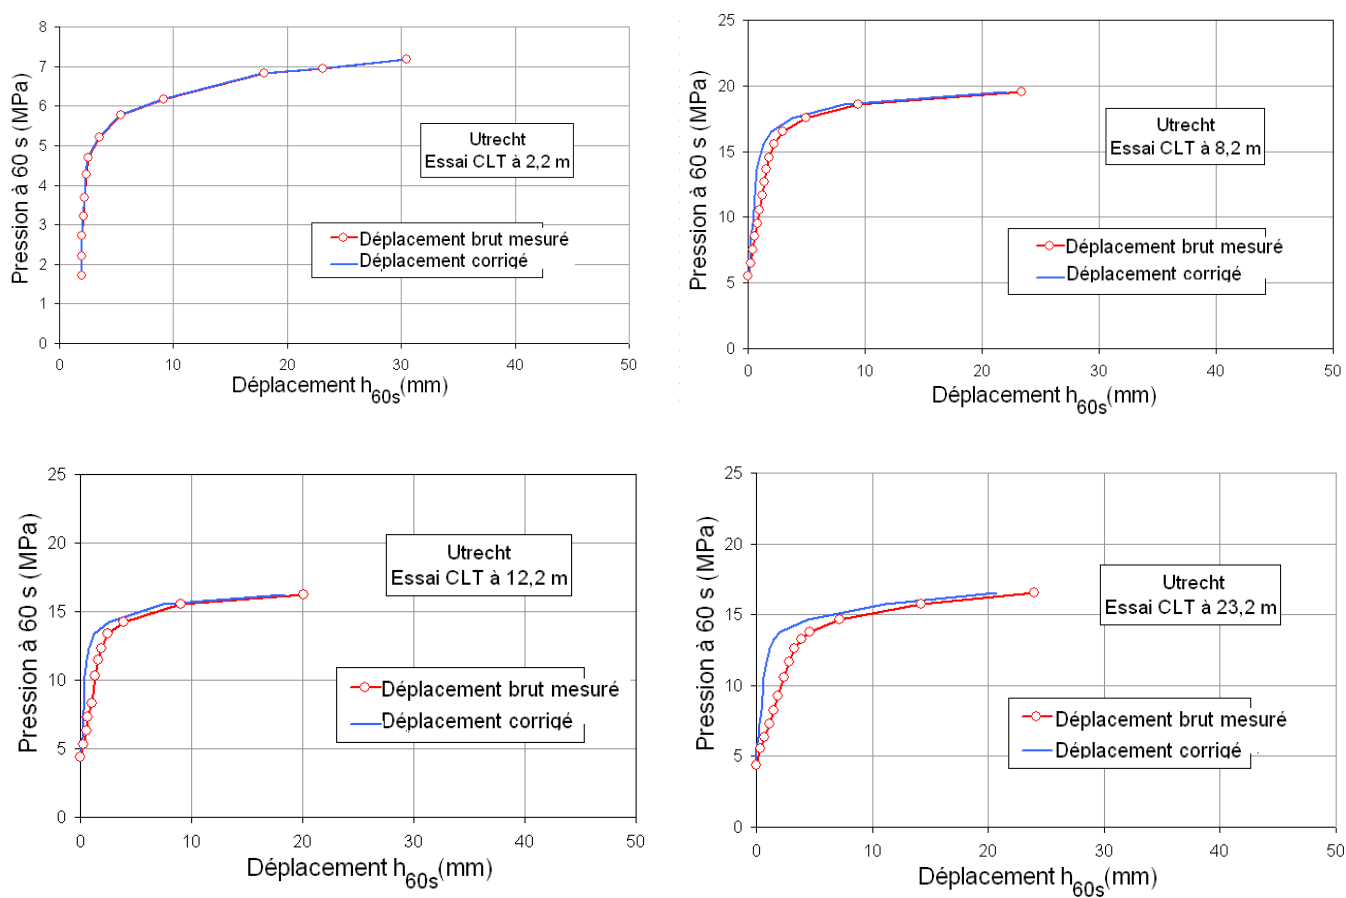 8
7
6
5
4
3
2
1
0
Pression à 60 s (MPa)
Utrecht
Essai CLT à 2,2 m
Déplacement brut mesuré
Déplacement corrigé
0 10 20 30 40 50
Déplacement h60s(mm)
25
20
15
10
5
0
Pression à 60 s (MPa)
Utrecht
Essai CLT à 8,2 m
Déplacement brut mesuré
Déplacement corrigé
0 10 20 30 40 50
Déplacement h60s(mm)
25
20
15
10
5
0
Pression à 60 s (MPa)
Utrecht
Essai CLT à 12,2 m
Déplacement brut mesuré
Déplacement corrigé
0 10 20 30 40 50
Déplacement h60s(mm)
25
20
15
10
5
0
Pression à 60 s (MPa)
Utrecht
Essai CLT à 23,2 m
Déplacement brut mesuré
Déplacement corrigé
0 10 20 30 40 50
Déplacement h60s(mm)